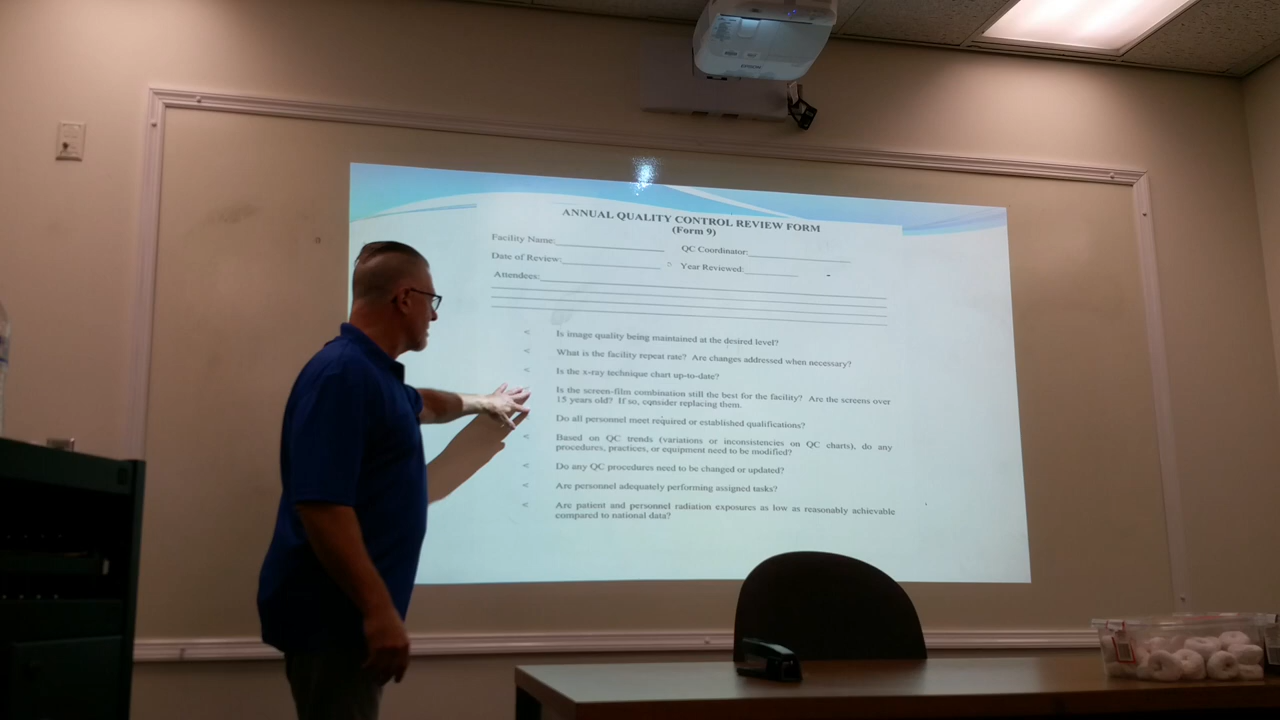 EPSON
ANNUAL QUALITY CONTROL REVIEW FORM
(Form 9)
Facility Name:
QC Coordinator:
Date of Review:
Year Reviewed:
Attendees:
< Is image quality being maintained at the desired level?
< What is the facility repeat rate? Are changes addressed when necessary?
< Is the x-ray technique chart up-to-date?
Is the screen-film combination still the best for the facility? Are the screens over
15 years old? If so, consider replacing them.
Do all personnel meet required or established qualifications?
< Based on QC trends (variations or inconsistencies on QC charts), do any
procedures, practices, or equipment need to be modified?
< Do any QC procedures need to be changed or updated?
< Are personnel adequately performing assigned tasks?
< Are patient and personnel radiation exposures as low as reasonably achievable
compared to national data?